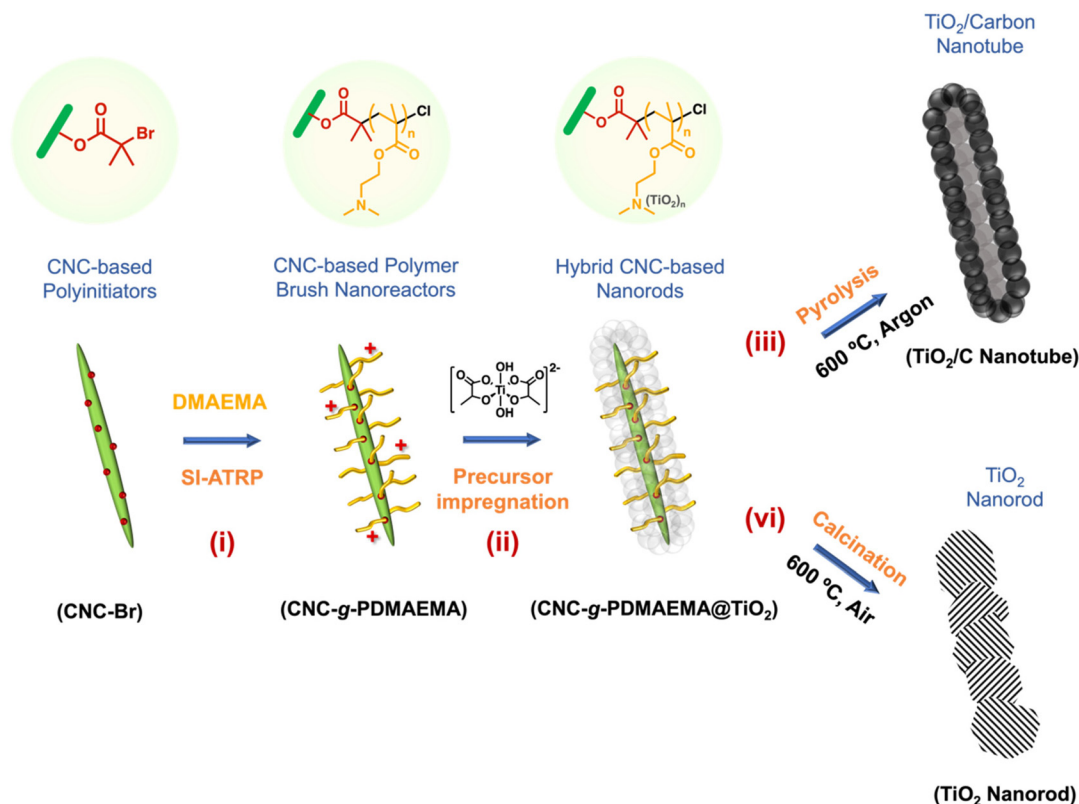 TiO₂/Carbon
Nanotube
O
O
Br
O
O
n
Cl
O
O
N
O
O
n
Cl
O
O
N
(TiO₂)ₙ
CNC-based
Polyinitiators
CNC-based Polymer
Brush Nanoreactors
Hybrid CNC-based
Nanorods
Pyrolysis
600 ºC, Argon
(iii)
(TiO₂/C Nanotube)
DMAEMA
SI-ATRP
(i)
+
+
+
+
OH
2-
O
O
O
O
Ti
O
O
OH
Precursor
impregnation
(ii)
(vi)
Calcination
600 ºC, Air
TiO₂
Nanorod
(CNC-Br)
(CNC-g-PDMAEMA)
(CNC-g-PDMAEMA@TiO₂)
(TiO₂ Nanorod)